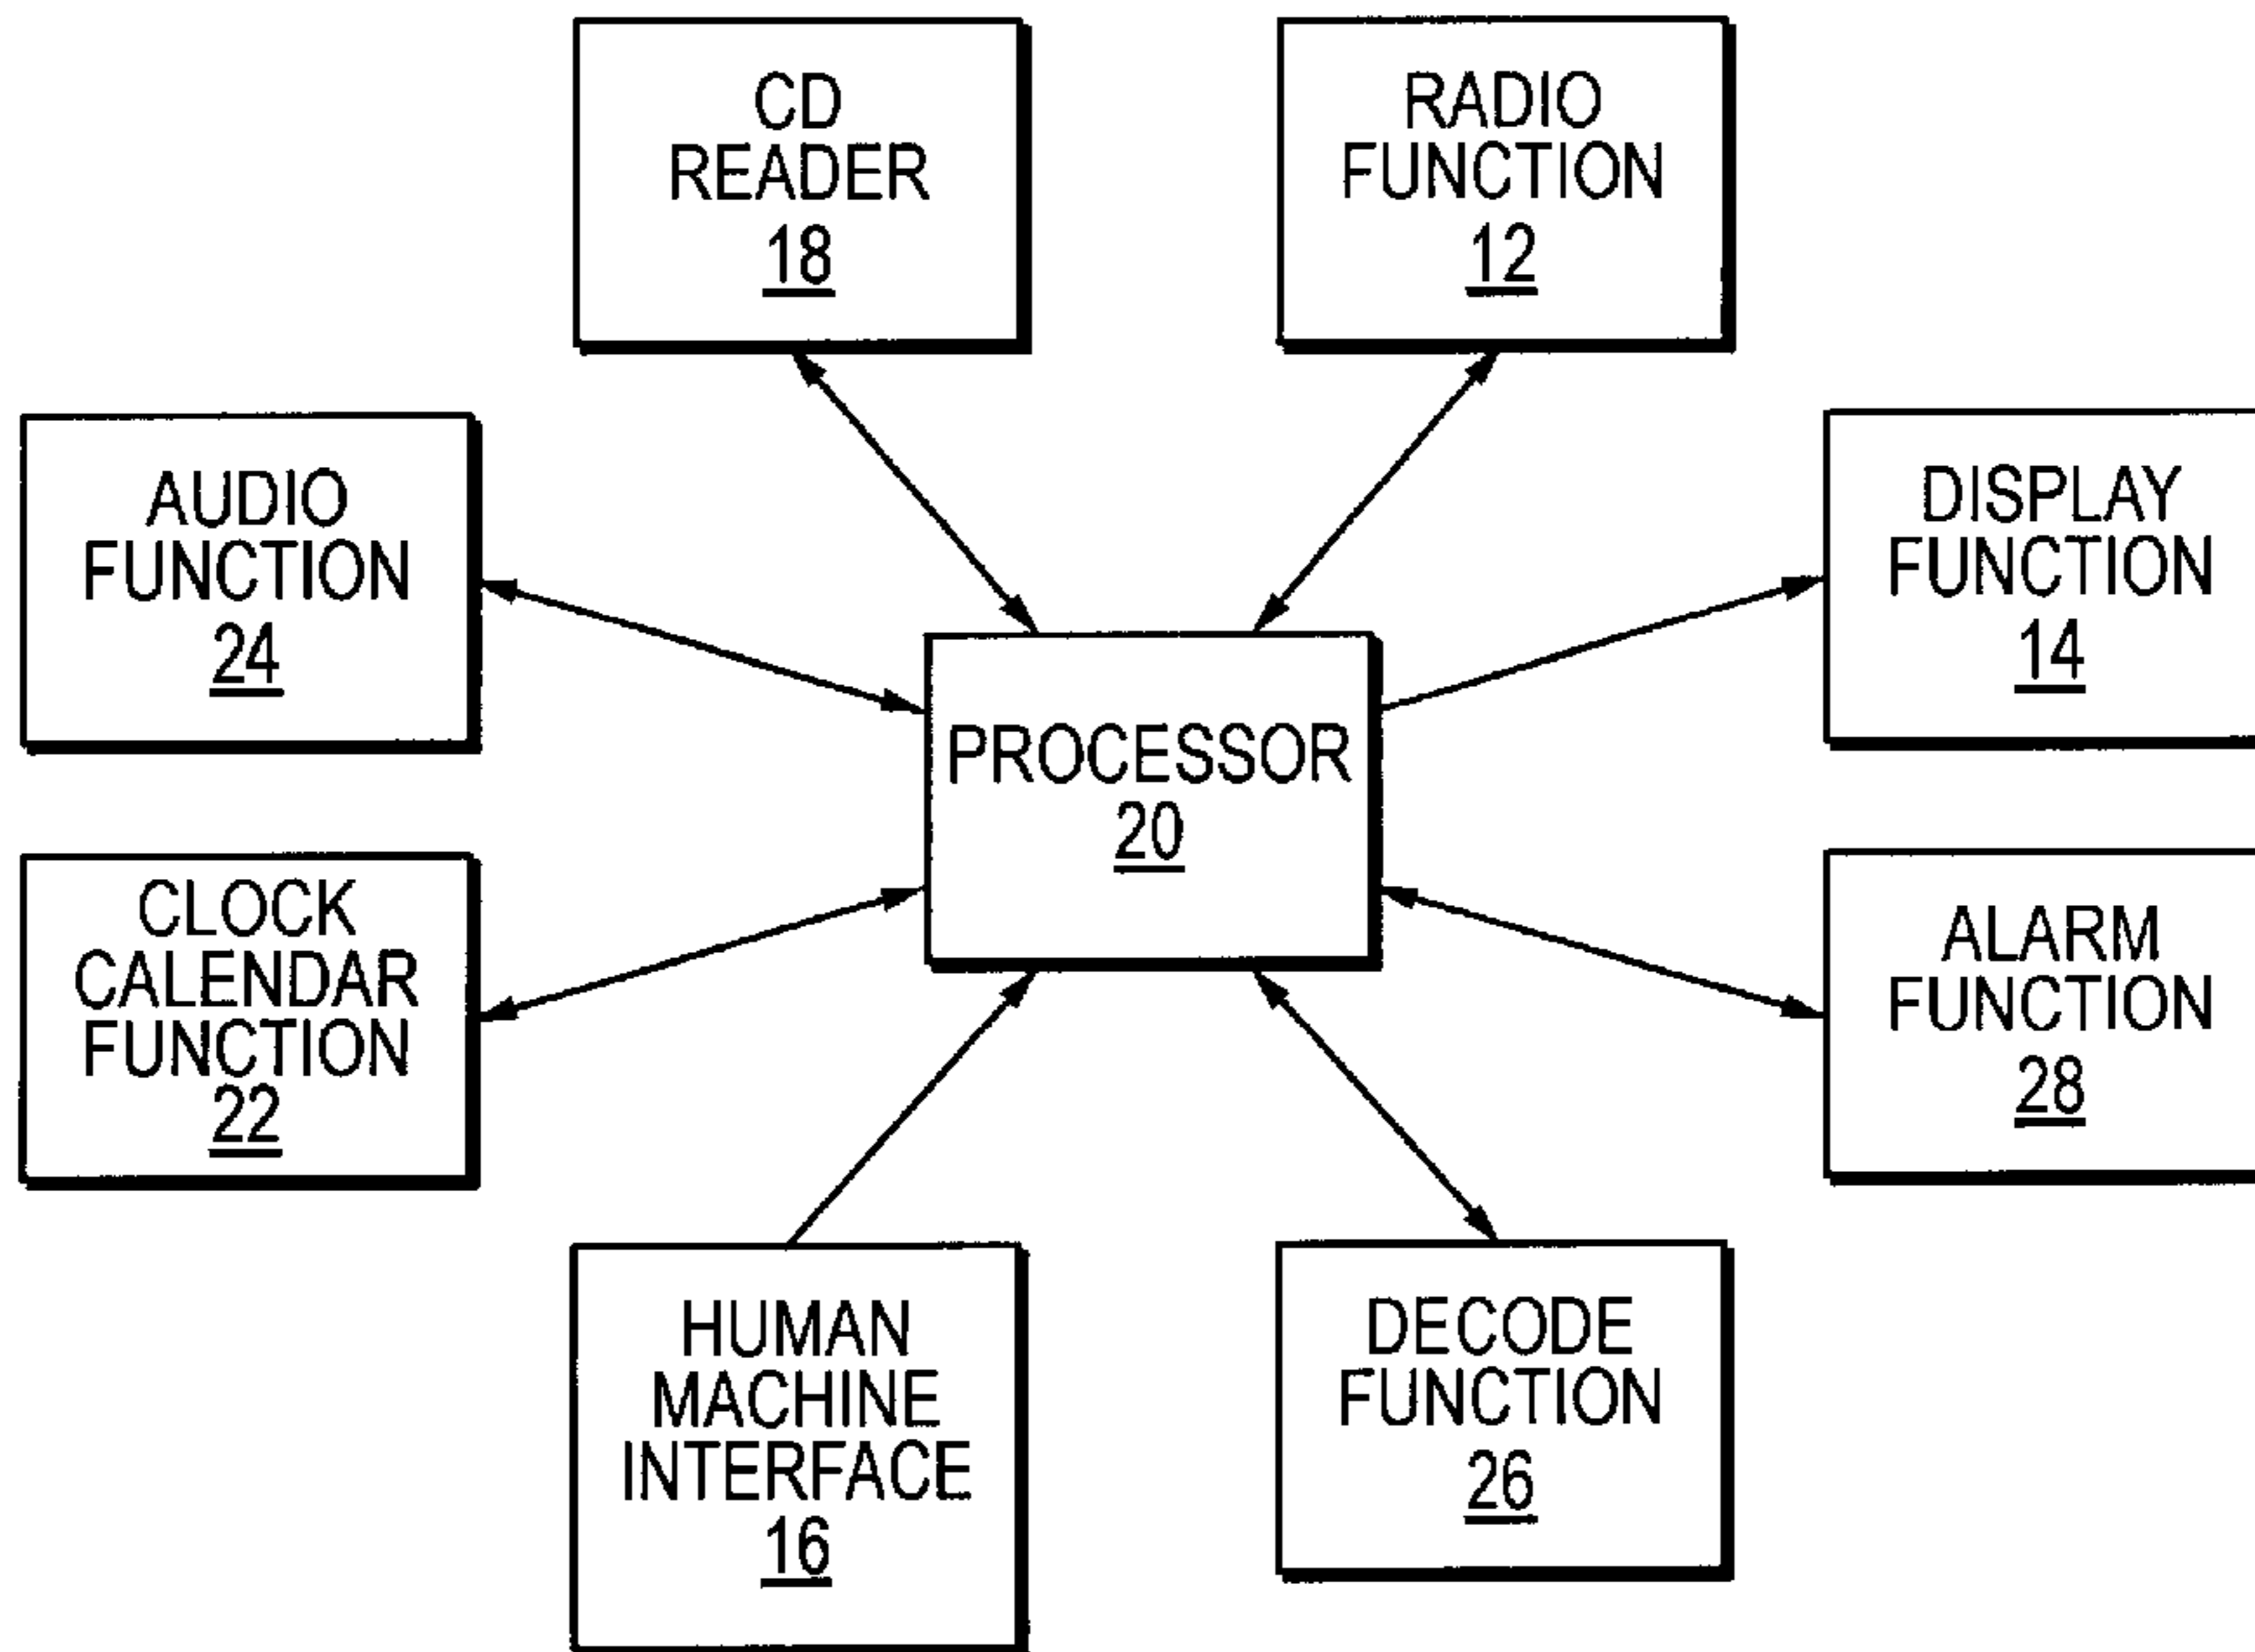 CD
READER
18
RADIO
FUNCTION
12
AUDIO
FUNCTION
24
DISPLAY
FUNCTION
14
PROCESSOR
20
CLOCK
CALENDAR
FUNCTION
22
ALARM
FUNCTION
28
HUMAN
MACHINE
INTERFACE
16
DECODE
FUNCTION
26